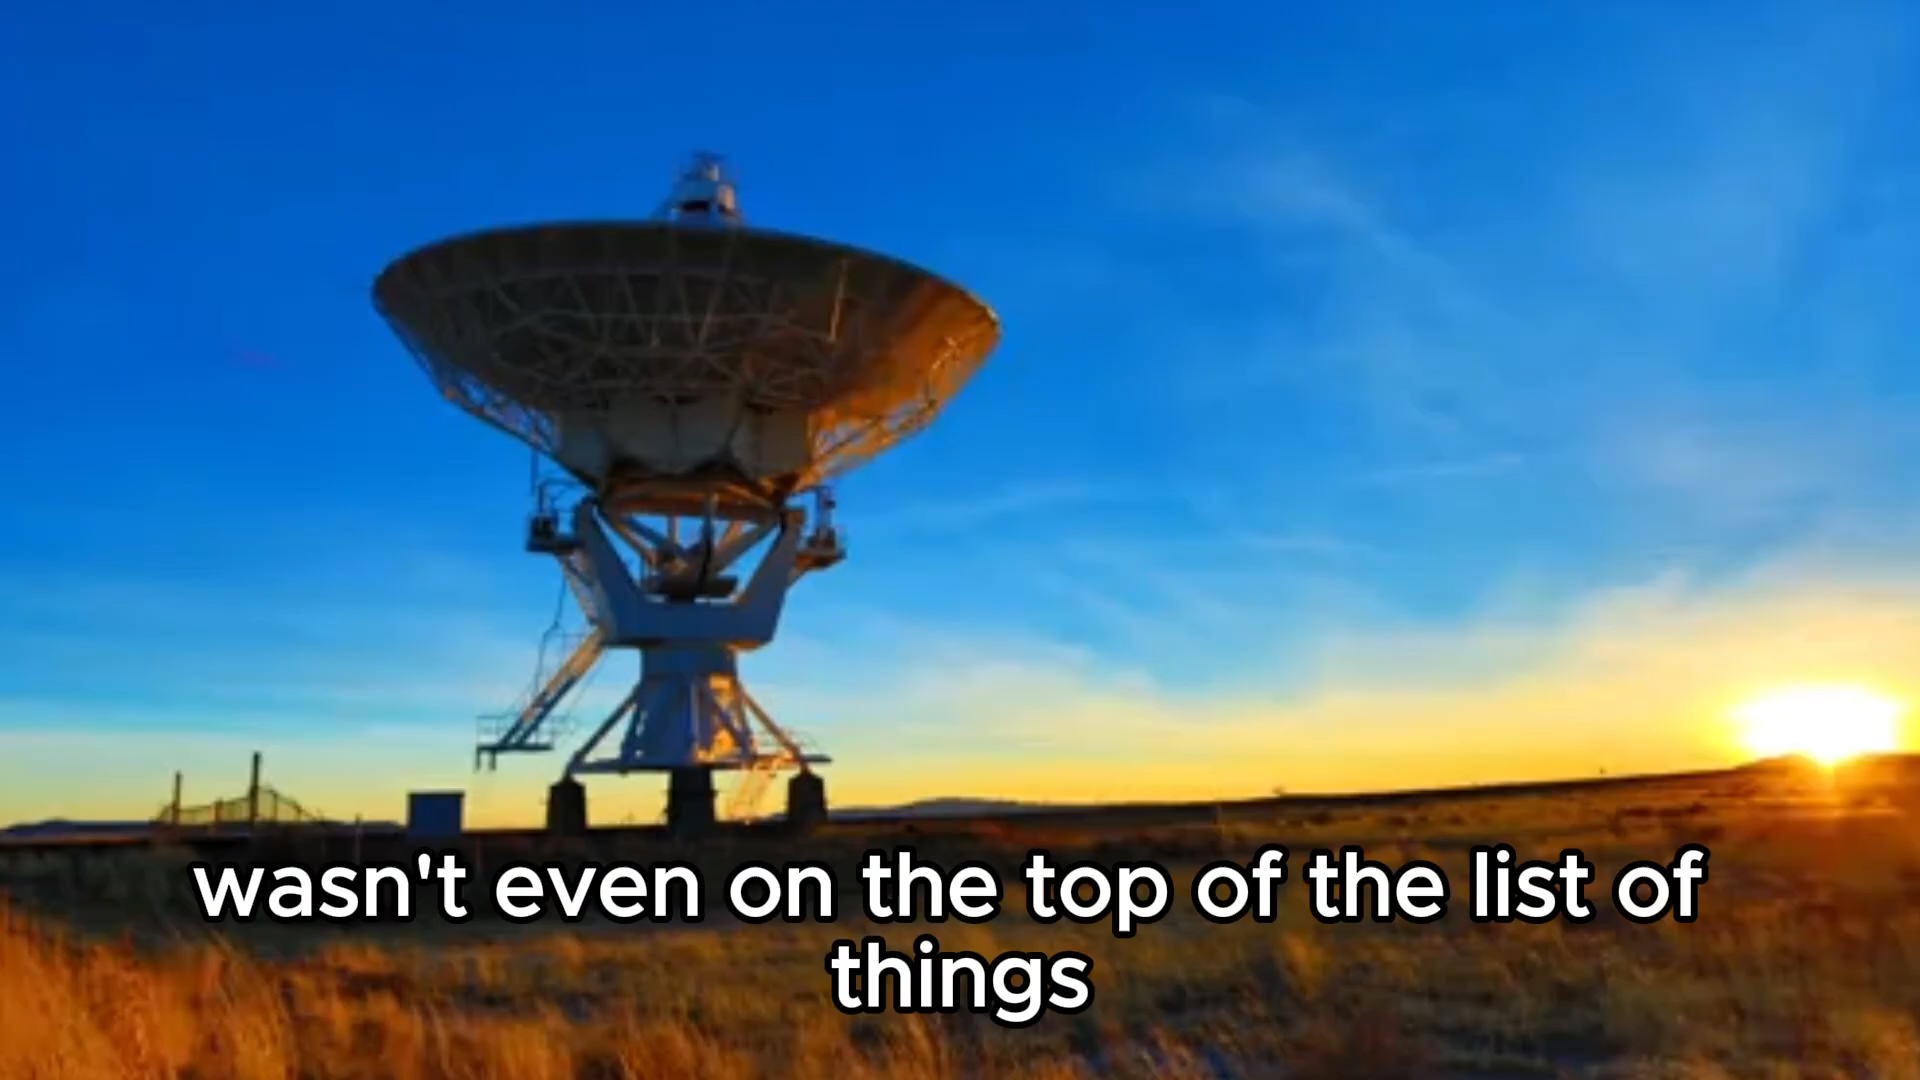 wasn't even on the top of the list of
things